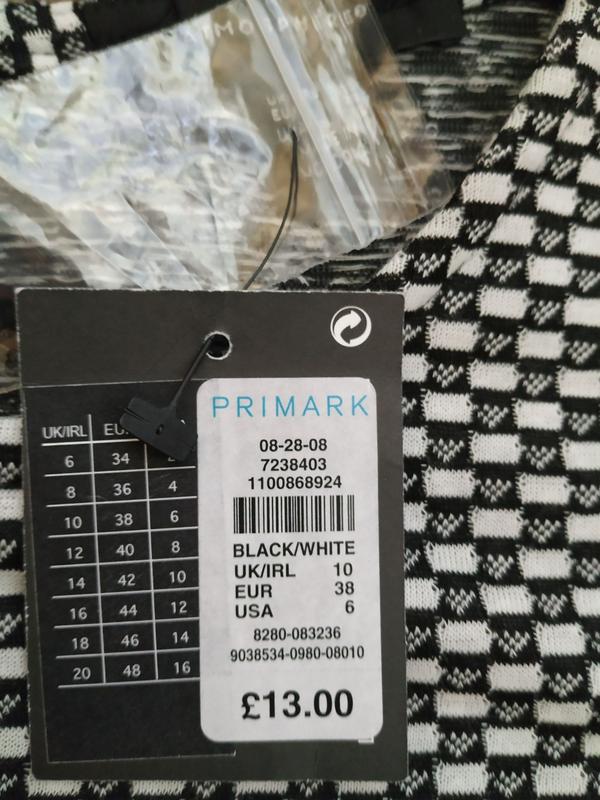 ATMOSPHERE
UK/IRL
6 34
8 36 4
10 38 6
12 40 8
14 42 10
16 44 12
18 46 14
20 48 16
PRIMARK
08-28-08
7238403
1100868924
BLACK/WHITE
UK/IRL 10
EUR 38
USA 6
8280-083236
9038534-0980-08010
£13.00